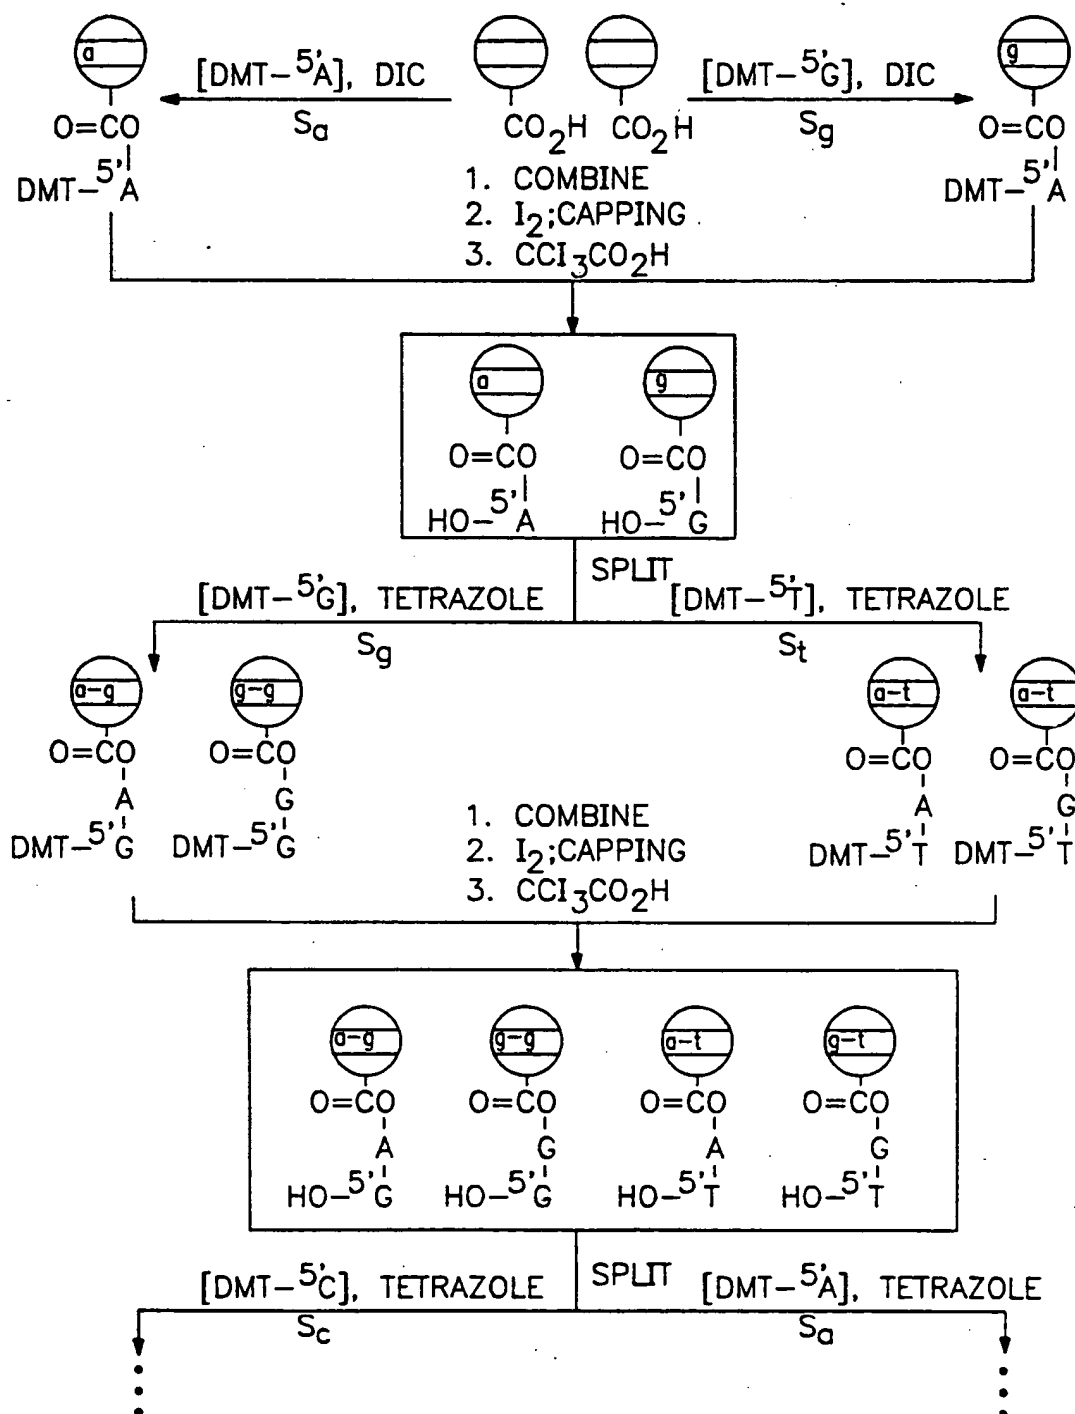 a
g
[DMT-5'A], DIC
[DMT-5'G], DIC
Sa
Sg
O=CO
CO2H CO2H
O=CO
DMT-5'A
DMT-5'A
1. COMBINE
2. I2;CAPPING
3. CCI3CO2H
a
g
O=CO
O=CO
HO-5'A
HO-5'G
SPLIT
[DMT-5'G], TETRAZOLE
[DMT-5'T], TETRAZOLE
Sg
St
a-g
g-g
a-t
a-t
O=CO
O=CO
O=CO
O=CO
A
G
A
G
DMT-5'G
DMT-5'G
DMT-5'T
DMT-5'T
1. COMBINE
2. I2;CAPPING
3. CCI3CO2H
a-g
g-g
a-t
g-t
O=CO
O=CO
O=CO
O=CO
A
G
A
G
HO-5'G
HO-5'G
HO-5'T
HO-5'T
SPLIT
[DMT-5'C], TETRAZOLE
[DMT-5'A], TETRAZOLE
Sc
Sa